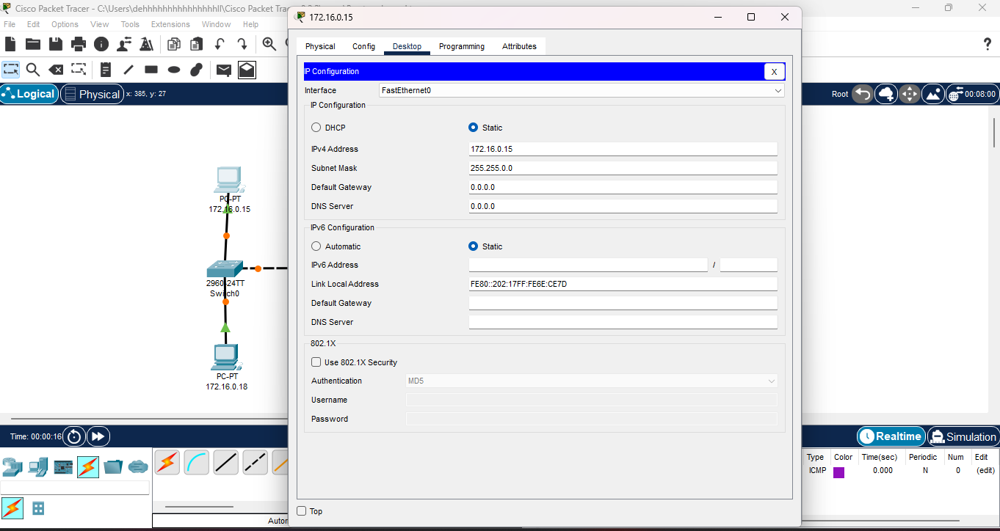 Cisco Packet Tracer - C:\Users\dehhhhhhhhhhhhhhhhll\Cisco Packet Trac
172.16.0.15
File Edit Options View Tools Extensions Window Help
Physical Config Desktop Programming Attributes
IP Configuration X
Interface FastEthernet0
Logical Physical x: 385, y: 27
Root 00:08:00
IP Configuration
DHCP Static
IPv4 Address 172.16.0.15
Subnet Mask 255.255.0.0
Default Gateway 0.0.0.0
DNS Server 0.0.0.0
IPv6 Configuration
Automatic Static
IPv6 Address /
Link Local Address FE80::202:17FF:FE6E:CE7D
Default Gateway
DNS Server
802.1X
Use 802.1X Security
Authentication MD5
Username
Password
Top
PC-PT
172.16.0.15
2960-24TT
Switch0
PC-PT
172.16.0.18
Time: 00:00:16
Realtime Simulation
Type Color Time(sec) Periodic Num Edit
ICMP 0.000 N 0 (edit)
Autor
?